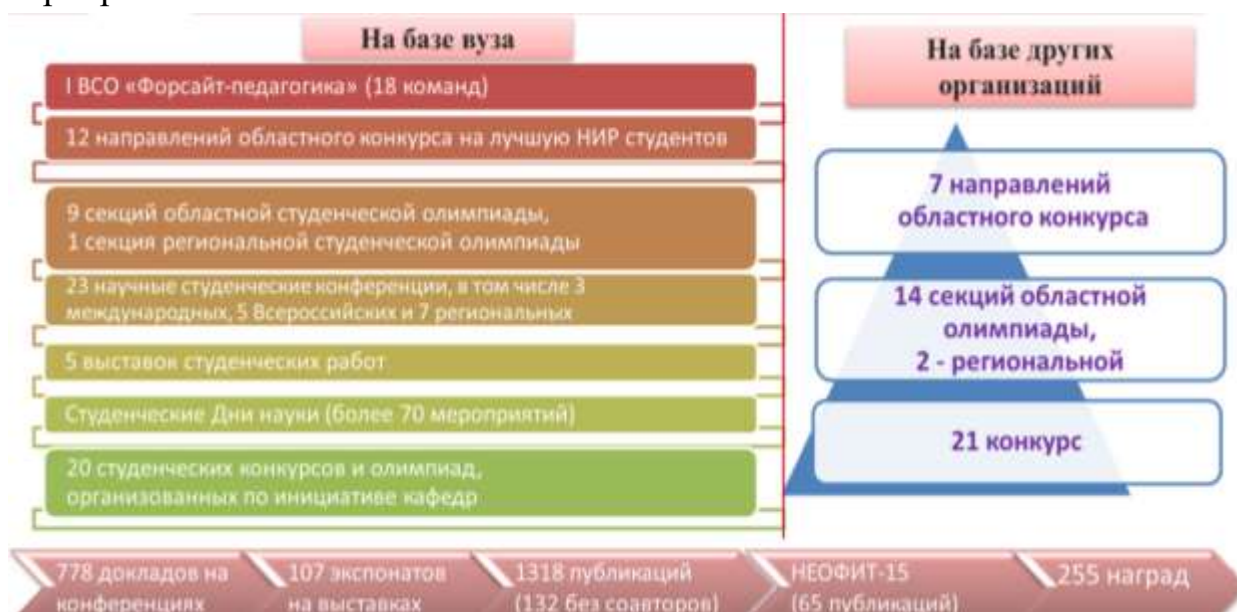 На базе вуза
I ВСО «Форсайт-педагогика» (18 команд)
12 направлений областного конкурса на лучшую НИР студентов
9 секций областной студенческой олимпиады,
1 секция региональной студенческой олимпиады
23 научные студенческие конференции, в том числе 3
международных, 5 Всероссийских и 7 региональных
5 выставок студенческих работ
Студенческие Дни науки (более 70 мероприятий)
20 студенческих конкурсов и олимпиад,
организованных по инициативе кафедр
На базе других
организаций
7 направлений
областного конкурса
14 секций областной
олимпиады,
2 - региональной
21 конкурс
778 докладов на
конференциях
107 экспонатов
на выставках
1318 публикаций
(132 без соавторов)
НЕОФИТ-15
(65 публикаций)
255 наград